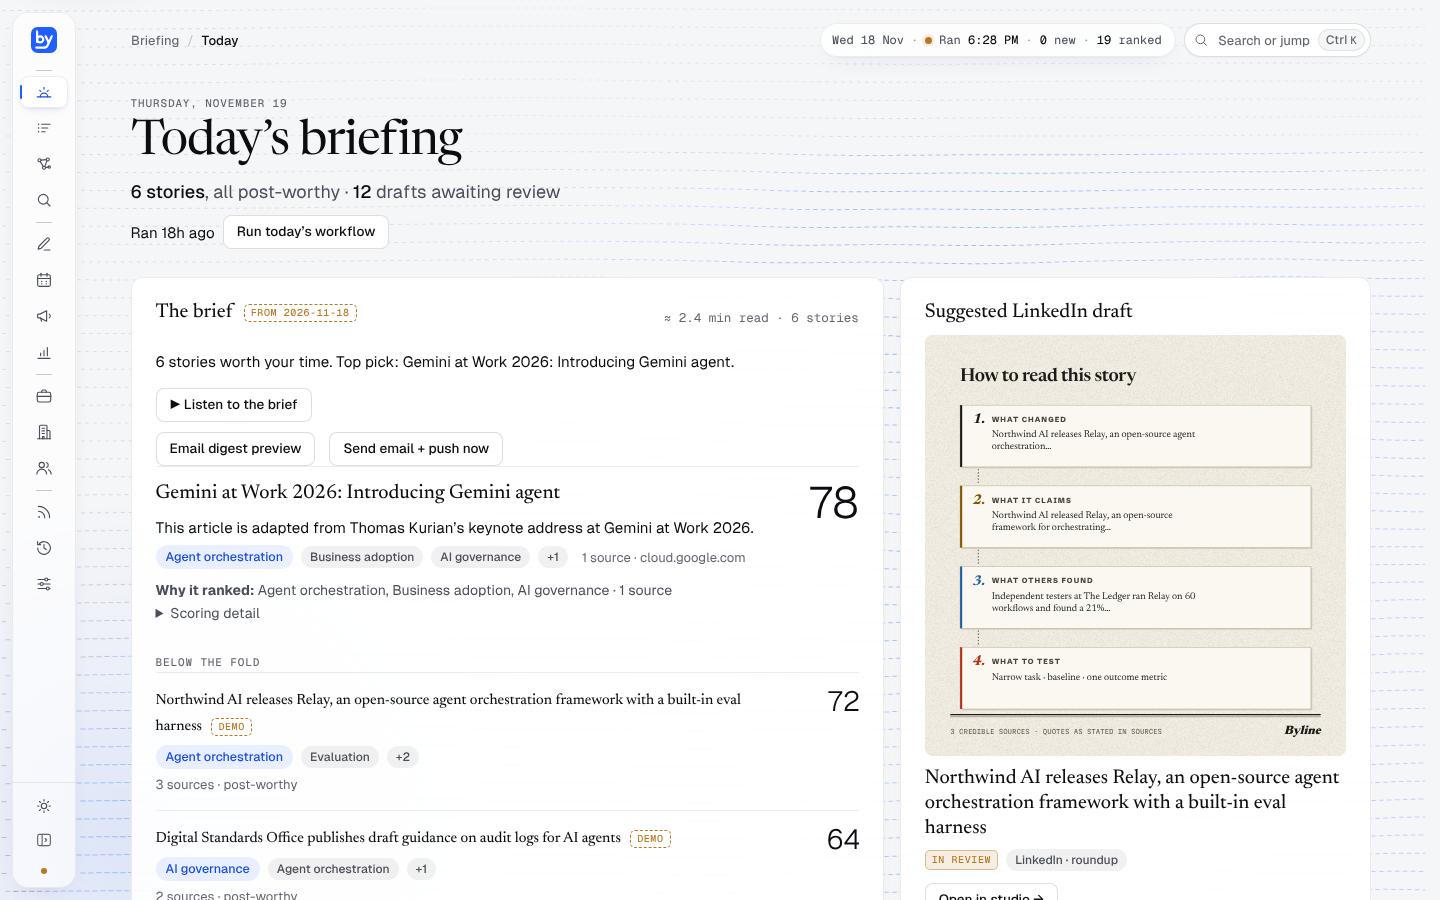 by
Briefing / Today
Wed 18 Nov · Ran 6:28 PM · 0 new · 19 ranked
Search or jump Ctrl K
THURSDAY, NOVEMBER 19
Today’s briefing
6 stories, all post-worthy · 12 drafts awaiting review
Ran 18h ago Run today’s workflow
The brief FROM 2026-11-18 ≈ 2.4 min read · 6 stories
6 stories worth your time. Top pick: Gemini at Work 2026: Introducing Gemini agent.
▶ Listen to the brief
Email digest preview Send email + push now
Gemini at Work 2026: Introducing Gemini agent 78
This article is adapted from Thomas Kurian’s keynote address at Gemini at Work 2026.
Agent orchestration Business adoption AI governance +1 1 source · cloud.google.com
Why it ranked: Agent orchestration, Business adoption, AI governance · 1 source
▶ Scoring detail
BELOW THE FOLD
Northwind AI releases Relay, an open-source agent orchestration framework with a built-in eval 72
harness DEMO
Agent orchestration Evaluation +2
3 sources · post-worthy
Digital Standards Office publishes draft guidance on audit logs for AI agents DEMO 64
AI governance Agent orchestration +1
2 sources · post-worthy
Suggested LinkedIn draft
How to read this story
1. WHAT CHANGED
Northwind AI releases Relay, an open-source agent
orchestration...
2. WHAT IT CLAIMS
Northwind AI released Relay, an open-source
framework for orchestrating...
3. WHAT OTHERS FOUND
Independent testers at The Ledger ran Relay on 60
workflows and found a 21%...
4. WHAT TO TEST
Narrow task · baseline · one outcome metric
3 CREDIBLE SOURCES · QUOTES AS STATED IN SOURCES Byline
Northwind AI releases Relay, an open-source agent
orchestration framework with a built-in eval
harness
IN REVIEW LinkedIn · roundup
Open in studio →